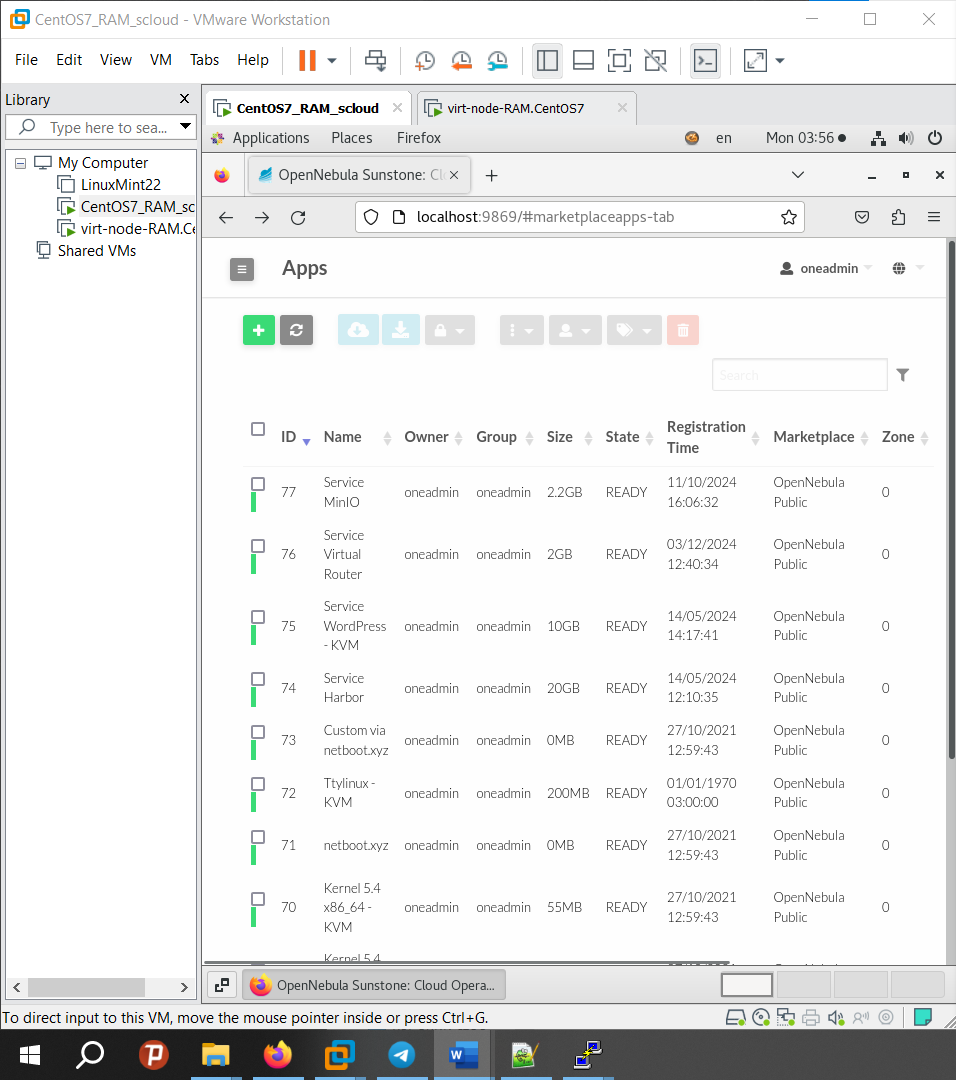 CentOS7_RAM_scloud - VMware Workstation
File Edit View VM Tabs Help
Library
Type here to sea...
My Computer
LinuxMint22
CentOS7_RAM_sc
virt-node-RAM.Ce
Shared VMs
CentOS7_RAM_scloud
virt-node-RAM.CentOS7
Applications Places Firefox en Mon 03:56
OpenNebula Sunstone: Clo
localhost:9869/#marketplaceapps-tab
Apps
oneadmin
Search
ID Name Owner Group Size State Registration Time Marketplace Zone
77 Service MinIO oneadmin oneadmin 2.2GB READY 11/10/2024 16:06:32 OpenNebula Public 0
76 Service Virtual Router oneadmin oneadmin 2GB READY 03/12/2024 12:40:34 OpenNebula Public 0
75 Service WordPress - KVM oneadmin oneadmin 10GB READY 14/05/2024 14:17:41 OpenNebula Public 0
74 Service Harbor oneadmin oneadmin 20GB READY 14/05/2024 12:10:35 OpenNebula Public 0
73 Custom via netboot.xyz oneadmin oneadmin 0MB READY 27/10/2021 12:59:43 OpenNebula Public 0
72 Ttylinux - KVM oneadmin oneadmin 200MB READY 01/01/1970 03:00:00 OpenNebula Public 0
71 netboot.xyz oneadmin oneadmin 0MB READY 27/10/2021 12:59:43 OpenNebula Public 0
70 Kernel 5.4 x86_64 - KVM oneadmin oneadmin 55MB READY 27/10/2021 12:59:43 OpenNebula Public 0
Kernel 5.4
OpenNebula Sunstone: Cloud Opera...
To direct input to this VM, move the mouse pointer inside or press Ctrl+G.